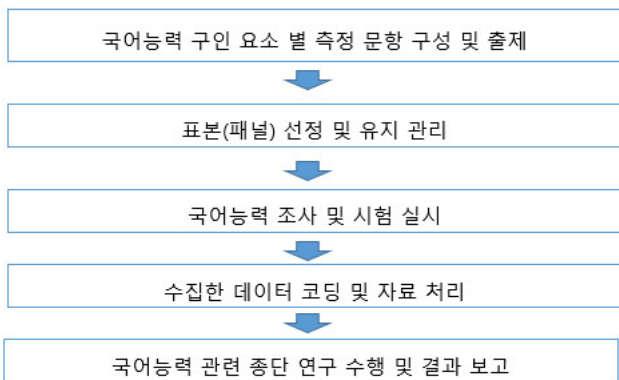 국어능력 구인 요소 별 측정 문항 구성 및 출제
표본(패널) 선정 및 유지 관리
국어능력 조사 및 시험 실시
수집한 데이터 코딩 및 자료 처리
국어능력 관련 종단 연구 수행 및 결과 보고